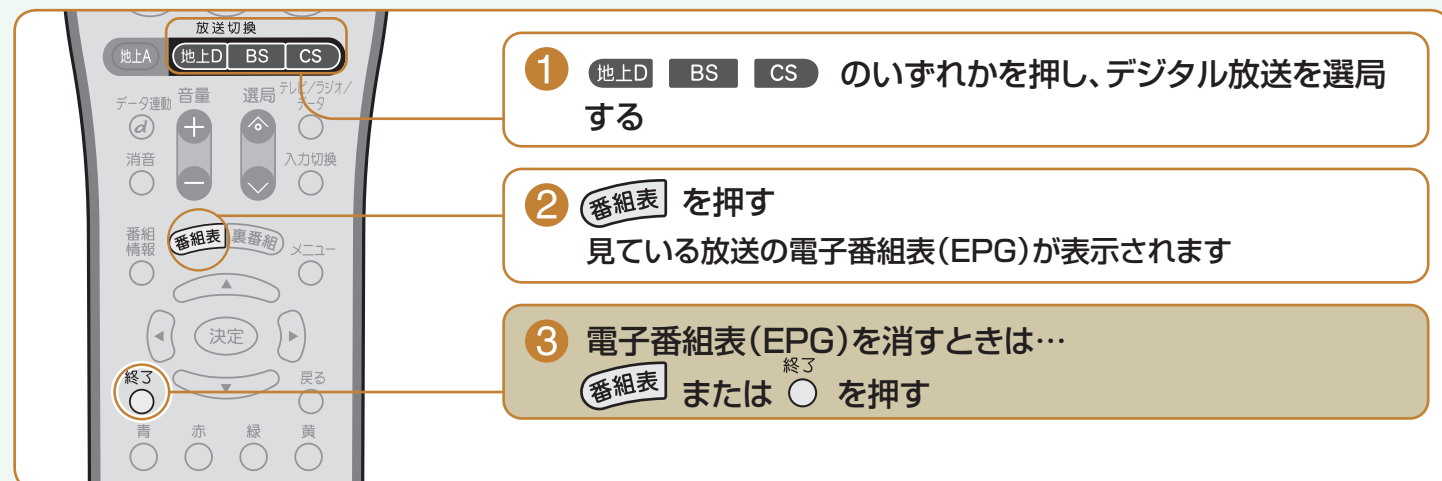 放送切換
地上A 地上D BS CS
データ連動 音量 選局 テレビ/ラジオ/
データ
d + 
消音 − 入力切換
番組
情報
番組表 裏番組 メニュー
決定
終了 戻る
青 赤 緑 黄
1 地上D BS CS のいずれかを押し、デジタル放送を選局
する
2 番組表 を押す
見ている放送の電子番組表(EPG)が表示されます
3 電子番組表(EPG)を消すときは…
終了
番組表 または を押す